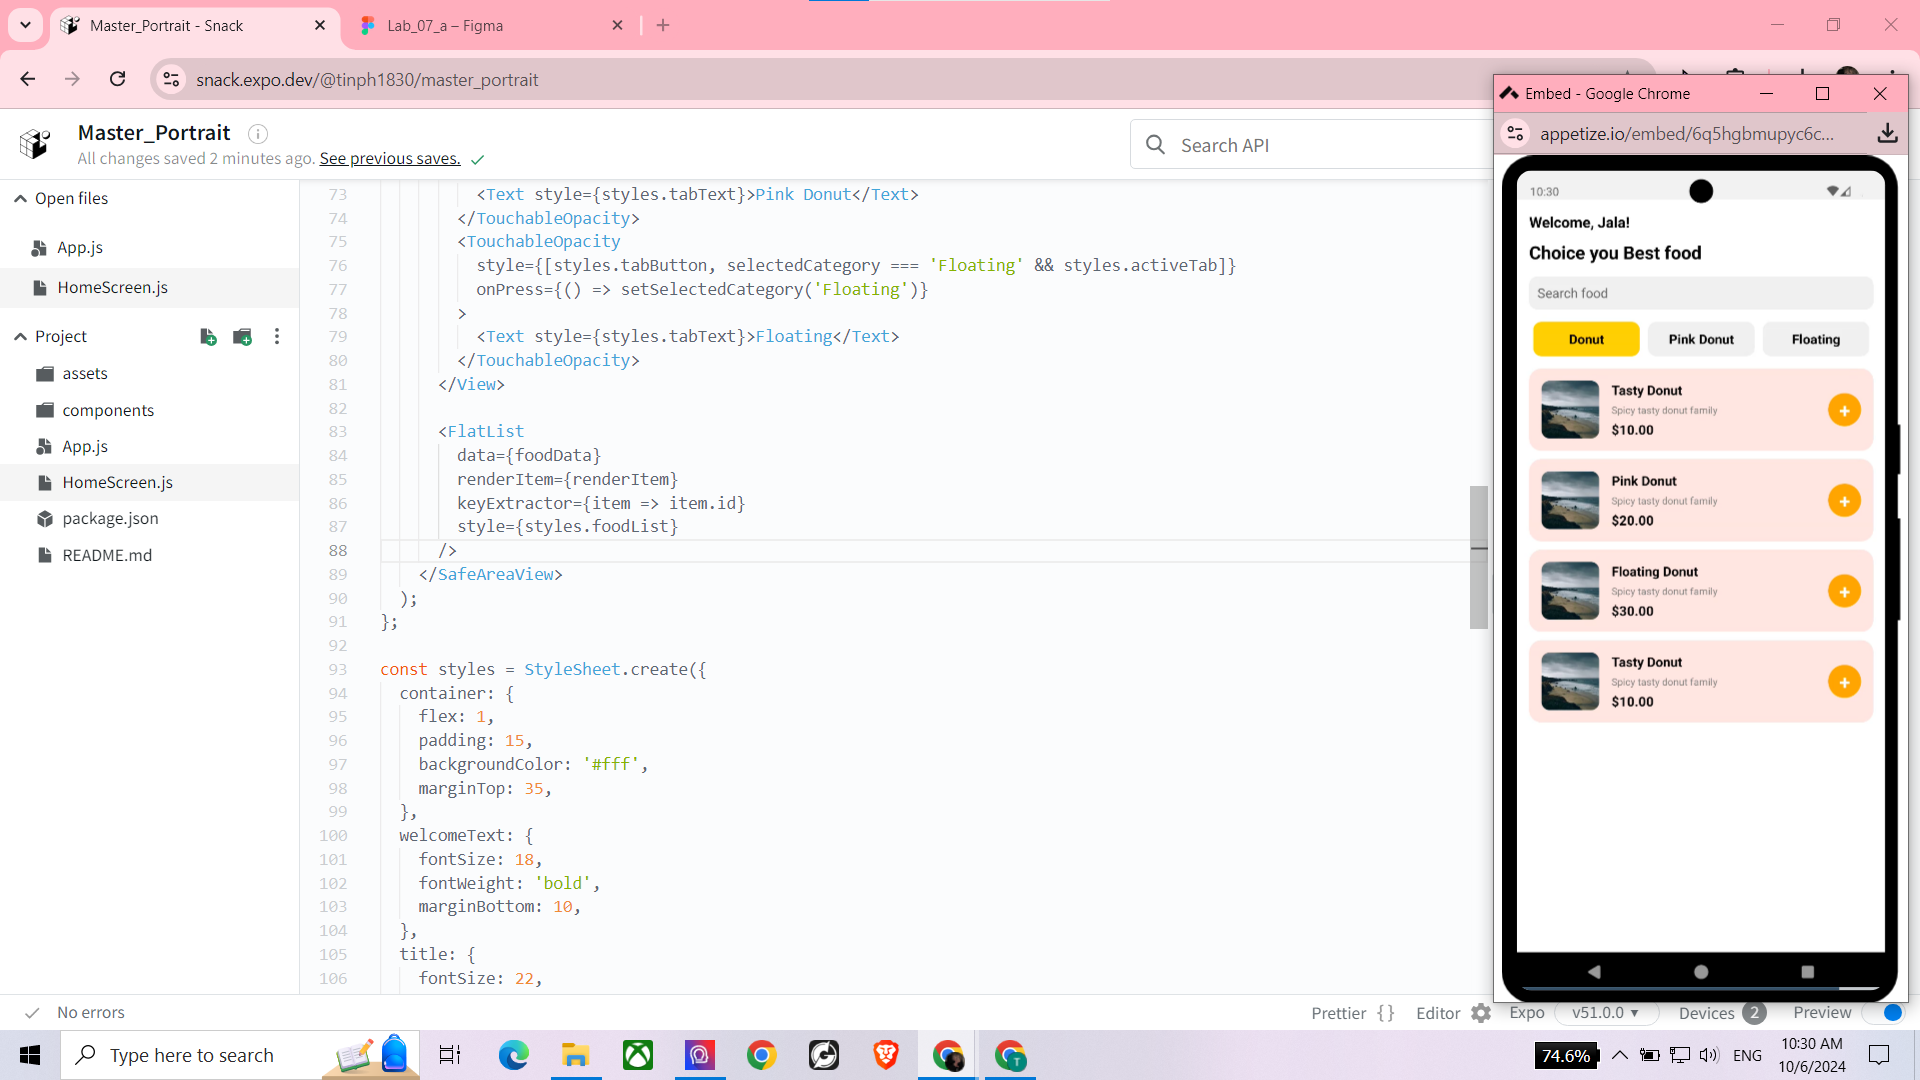 Master_Portrait - Snack
Lab_07_a – Figma
snack.expo.dev/@tinph1830/master_portrait
Master_Portrait
All changes saved 2 minutes ago. See previous saves.
Search API
Open files
App.js
HomeScreen.js
Project
assets
components
App.js
HomeScreen.js
package.json
README.md
73 <Text style={styles.tabText}>Pink Donut</Text>
74 </TouchableOpacity>
75 <TouchableOpacity
76 style={[styles.tabButton, selectedCategory === 'Floating' && styles.activeTab]}
77 onPress={() => setSelectedCategory('Floating')}
78 >
79 <Text style={styles.tabText}>Floating</Text>
80 </TouchableOpacity>
81 </View>
82
83 <FlatList
84 data={foodData}
85 renderItem={renderItem}
86 keyExtractor={item => item.id}
87 style={styles.foodList}
88 />
89 </SafeAreaView>
90 );
91 };
92
93 const styles = StyleSheet.create({
94 container: {
95 flex: 1,
96 padding: 15,
97 backgroundColor: '#fff',
98 marginTop: 35,
99 },
100 welcomeText: {
101 fontSize: 18,
102 fontWeight: 'bold',
103 marginBottom: 10,
104 },
105 title: {
106 fontSize: 22,
Embed - Google Chrome
appetize.io/embed/6q5hgbmupyc6c...
10:30
Welcome, Jala!
Choice you Best food
Search food
Donut
Pink Donut
Floating
Tasty Donut
Spicy tasty donut family
$10.00
+
Pink Donut
Spicy tasty donut family
$20.00
+
Floating Donut
Spicy tasty donut family
$30.00
+
Tasty Donut
Spicy tasty donut family
$10.00
+
No errors
Prettier { }
Editor
Expo
v51.0.0
Devices 2
Preview
Type here to search
T
74.6%
ENG
10:30 AM
10/6/2024